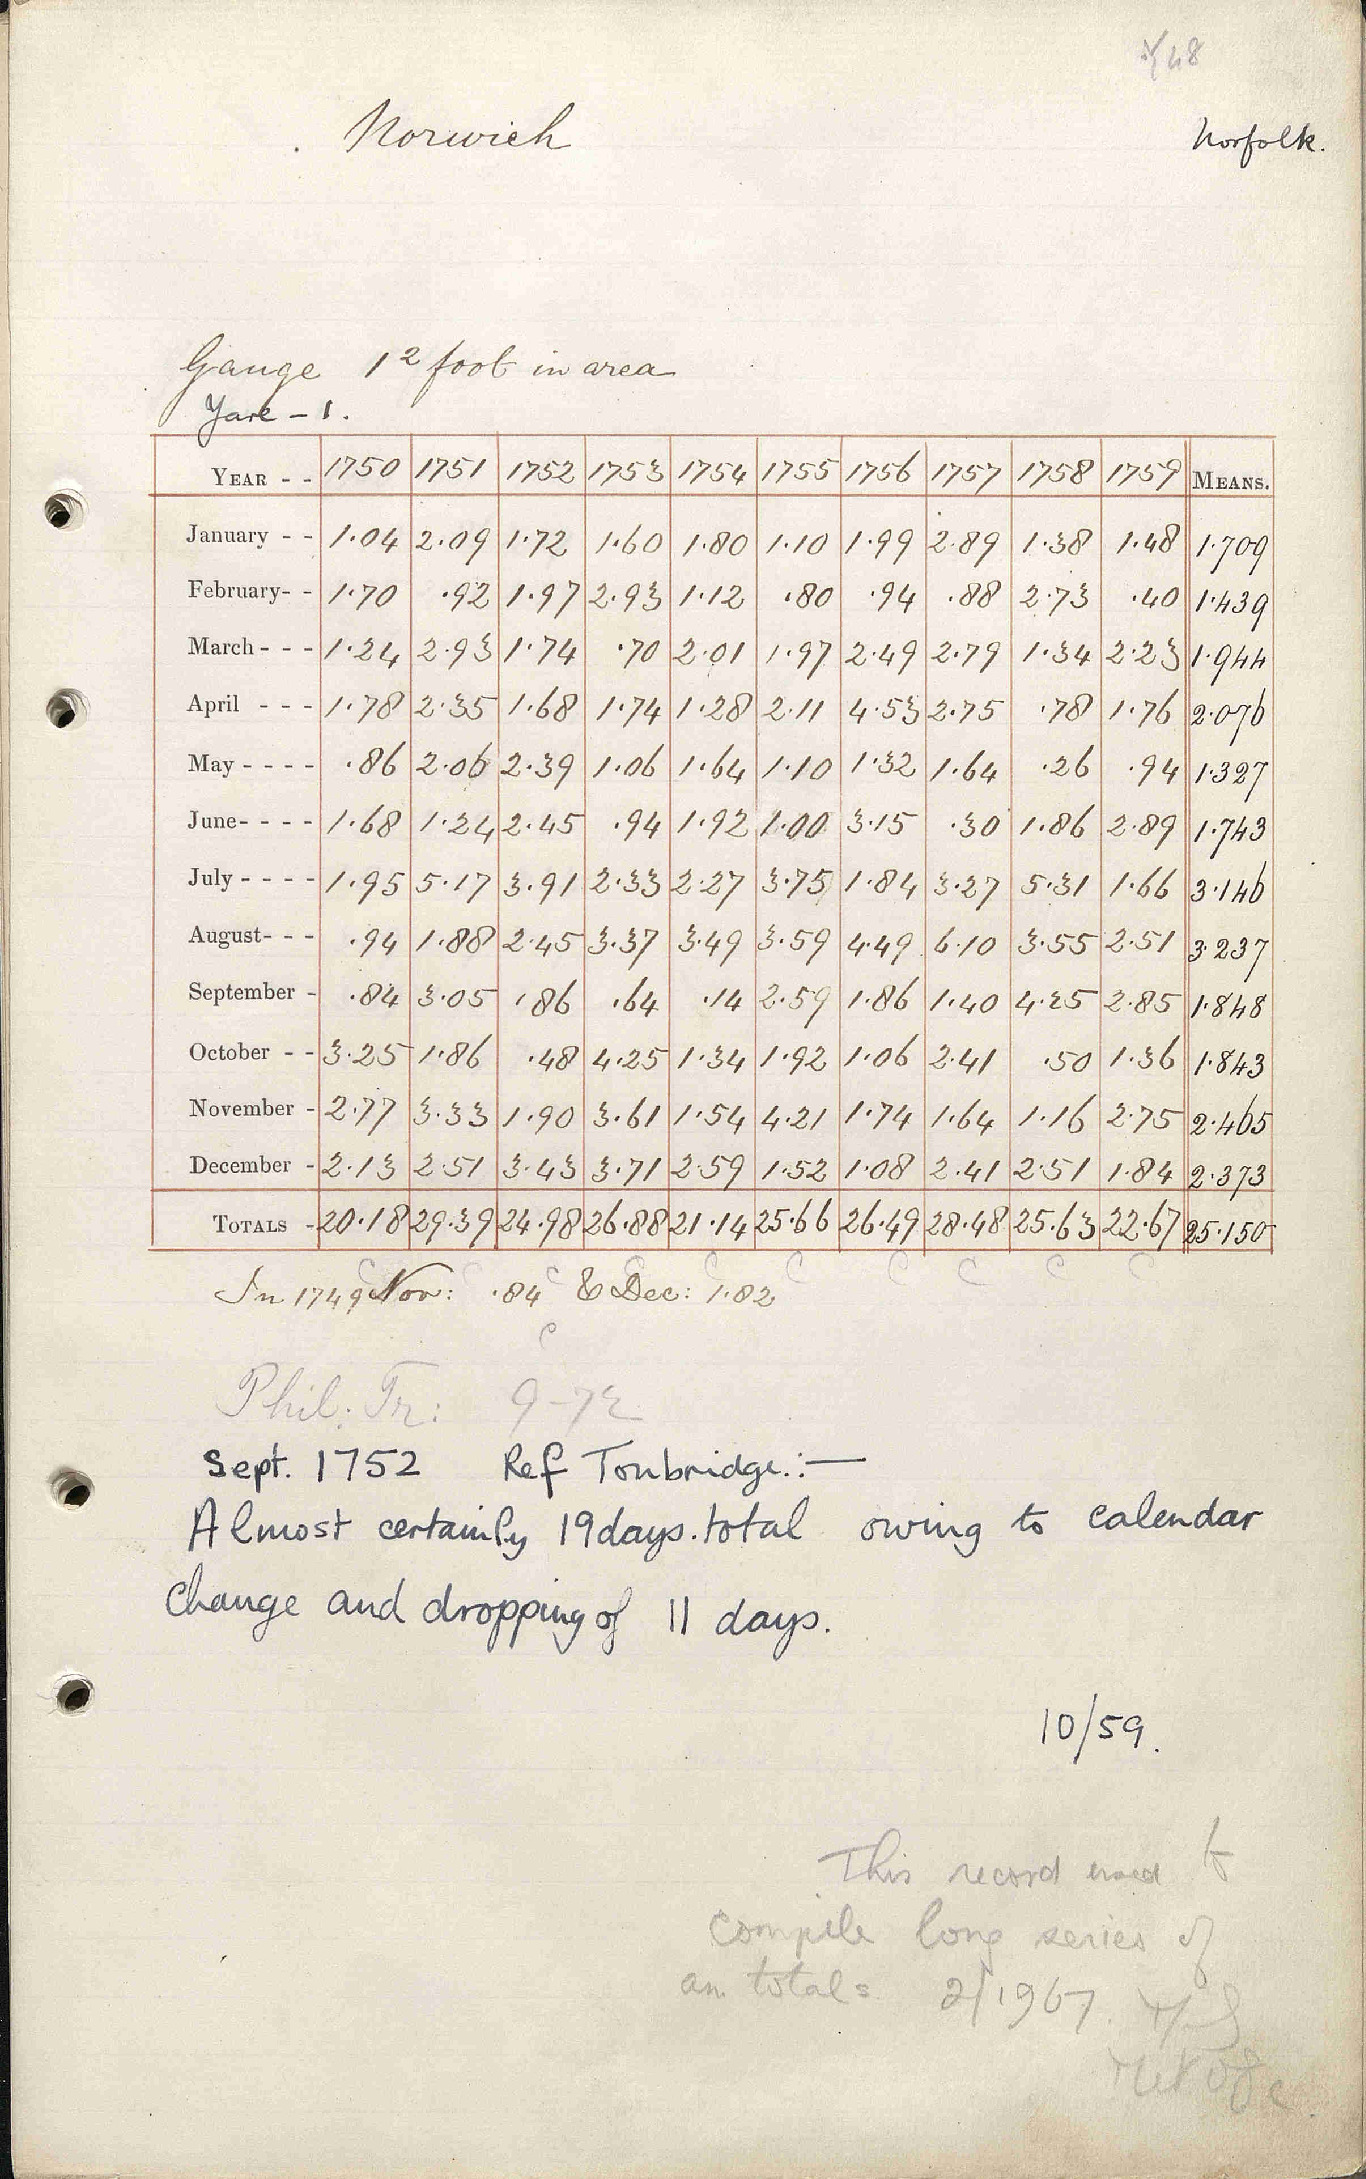 48
Norwich
Norfolk.
Gauge 1² foot in area
Yare - 1.
YEAR - - 1750 1751 1752 1753 1754 1755 1756 1757 1758 1759 MEANS.
January - - 1.04 2.09 1.72 1.60 1.80 1.10 1.99 2.89 1.38 1.48 1.709
February- - 1.70 .92 1.97 2.93 1.12 .80 .94 .88 2.73 .40 1.439
March - - - 1.24 2.93 1.74 .70 2.01 1.97 2.49 2.79 1.34 2.23 1.944
April - - - 1.78 2.35 1.68 1.74 1.28 2.11 4.53 2.75 .78 1.76 2.076
May - - - - .86 2.06 2.39 1.06 1.64 1.10 1.32 1.64 .26 .94 1.327
June- - - - 1.68 1.24 2.45 .94 1.92 1.00 3.15 .30 1.86 2.89 1.743
July - - - - 1.95 5.17 3.91 2.33 2.27 3.75 1.84 3.27 5.31 1.66 3.146
August- - - .94 1.88 2.45 3.37 3.49 3.59 4.49 6.10 3.55 2.51 3.237
September - .84 3.05 .86 .64 .14 2.59 1.86 1.40 4.25 2.85 1.848
October - - 3.25 1.86 .48 4.25 1.34 1.92 1.06 2.41 .50 1.36 1.843
November - 2.77 3.33 1.90 3.61 1.54 4.21 1.74 1.64 1.16 2.75 2.465
December - 2.13 2.51 3.43 3.71 2.59 1.52 1.08 2.41 2.51 1.84 2.373
TOTALS - 20.18 29.39 24.98 26.88 21.14 25.66 26.49 28.48 25.63 22.67 25.150
In 1749 Nov: .84 & Dec: 1.82
Phil. Tr: 9-72
Sept. 1752 Ref Tonbridge.:—
Almost certainly 19days.total owing to calendar
change and dropping of 11 days.
10/59.
This record used to
compile long series of
an totals 2/1967.
Met Offe